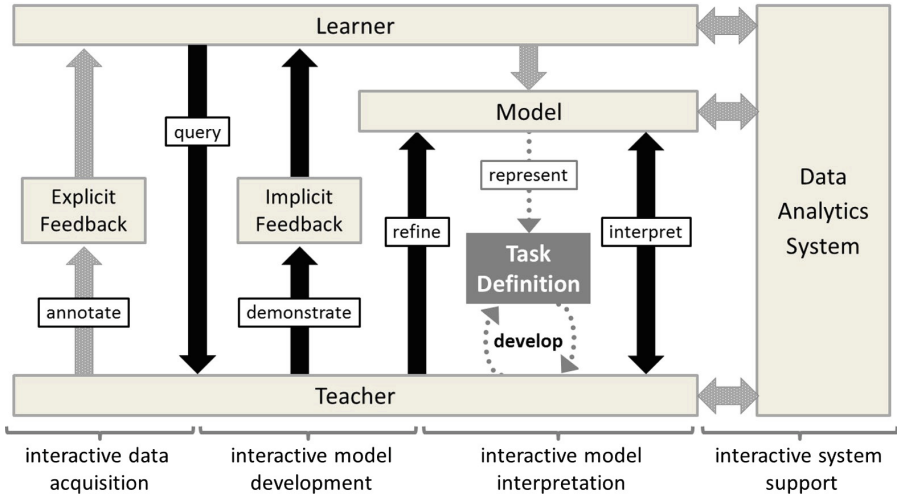 Learner
query
Model
represent
Explicit
Feedback
Implicit
Feedback
refine
interpret
Data
Analytics
System
Task
Definition
annotate
demonstrate
develop
Teacher
interactive data
acquisition
interactive model
development
interactive model
interpretation
interactive system
support